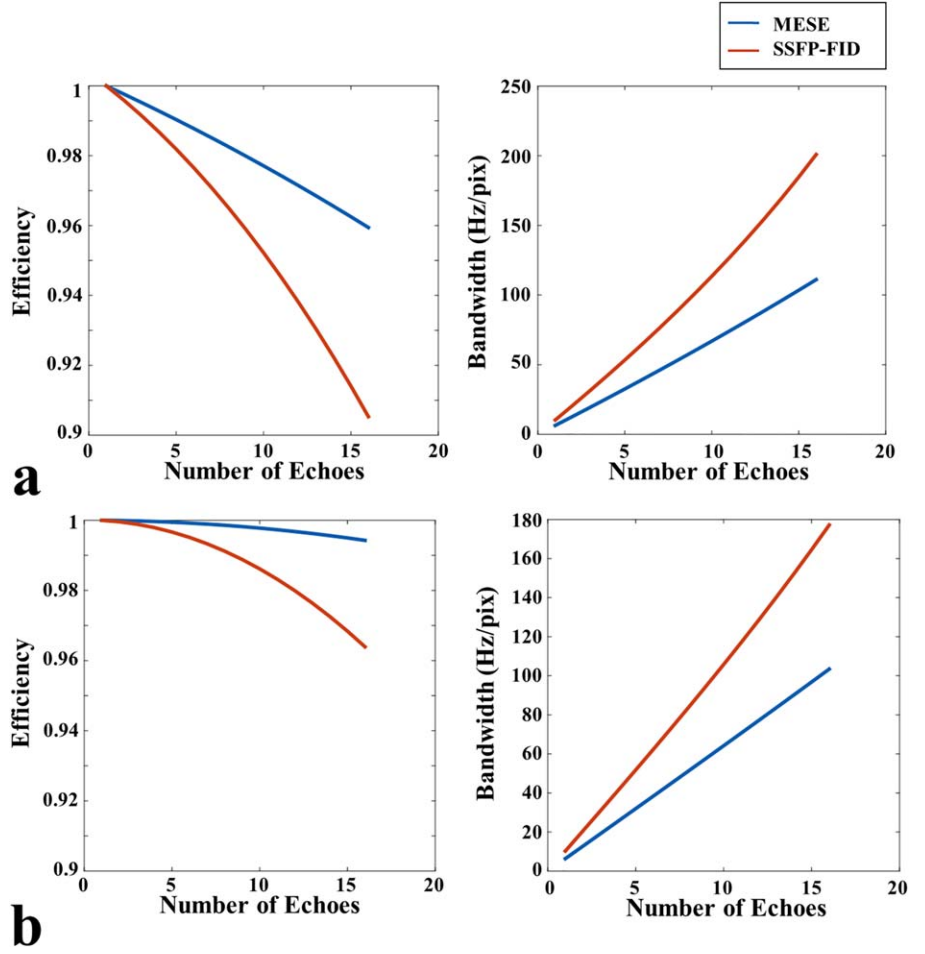 MESE
SSFP-FID
1
0.98
0.96
0.94
0.92
0.9
0 5 10 15 20
Efficiency
Number of Echoes
250
200
150
100
50
0
0 5 10 15 20
Bandwidth (Hz/pix)
Number of Echoes
a
1
0.98
0.96
0.94
0.92
0.9
0 5 10 15 20
Efficiency
Number of Echoes
180
160
140
120
100
80
60
40
20
0
0 5 10 15 20
Bandwidth (Hz/pix)
Number of Echoes
b